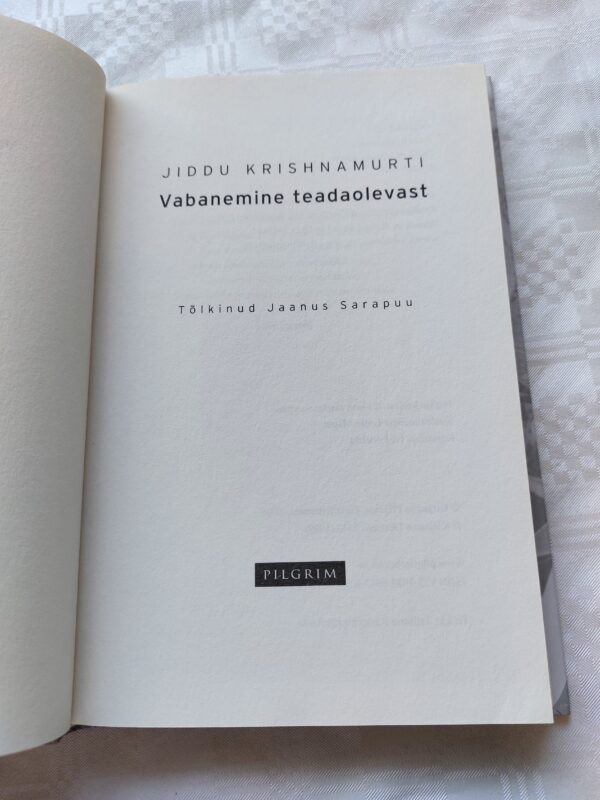 JIDDU KRISHNAMURTI
Vabanemine teadaolevast
Tõlkinud Jaanus Sarapuu
PILGRIM